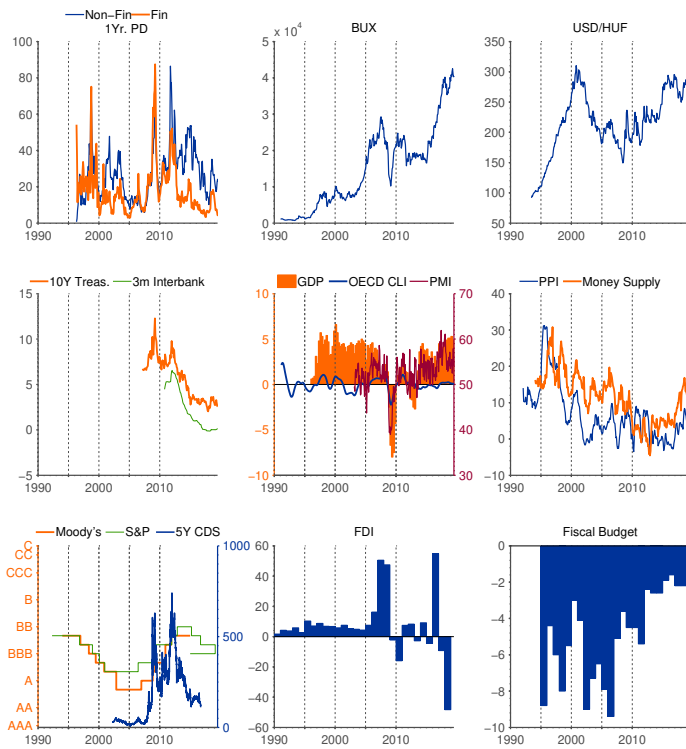 Non−Fin Fin
1Yr. PD
100
80
60
40
20
0
1990 2000 2010
BUX
5 x 10^4
4
3
2
1
0
1990 2000 2010
USD/HUF
350
300
250
200
150
100
50
1990 2000 2010
10Y Treas. 3m Interbank
15
10
5
0
−5
1990 2000 2010
GDP OECD CLI PMI
10 70
5 60
0 50
−5 40
−10 30
1990 2000 2010
PPI Money Supply
40
30
20
10
0
−10
1990 2000 2010
Moody's S&P 5Y CDS
C 1000
CC
CCC
B
BB
500
BBB
A
AA
AAA 0
1990 2000 2010
FDI
60
40
20
0
−20
−40
−60
1990 2000 2010
Fiscal Budget
0
−2
−4
−6
−8
−10
1990 2000 2010